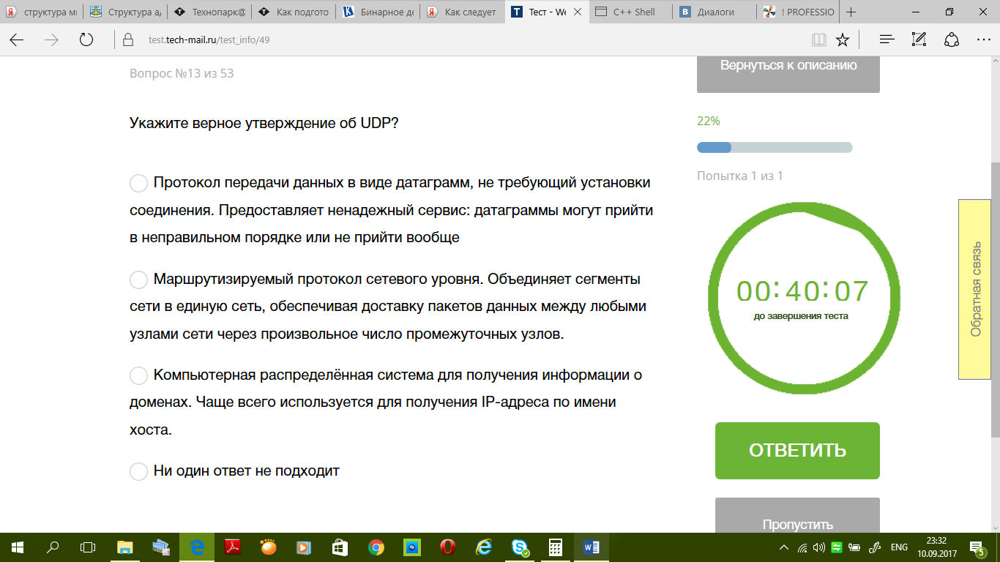 структура ми
Структура ад
Технопарк@
Как подгото
Бинарное де
Как следует
Тест - We
C++ Shell
Диалоги
! PROFESSIO
test.tech-mail.ru/test_info/49
Вернуться к описанию
Вопрос №13 из 53
Укажите верное утверждение об UDP?
22%
Попытка 1 из 1
Протокол передачи данных в виде датаграмм, не требующий установки
соединения. Предоставляет ненадежный сервис: датаграммы могут прийти
в неправильном порядке или не прийти вообще
Маршрутизируемый протокол сетевого уровня. Объединяет сегменты
сети в единую сеть, обеспечивая доставку пакетов данных между любыми
узлами сети через произвольное число промежуточных узлов.
Компьютерная распределённая система для получения информации о
доменах. Чаще всего используется для получения IP-адреса по имени
хоста.
Ни один ответ не подходит
00:40:07
до завершения теста
Обратная связь
ОТВЕТИТЬ
Пропустить
ENG
23:32
10.09.2017
5